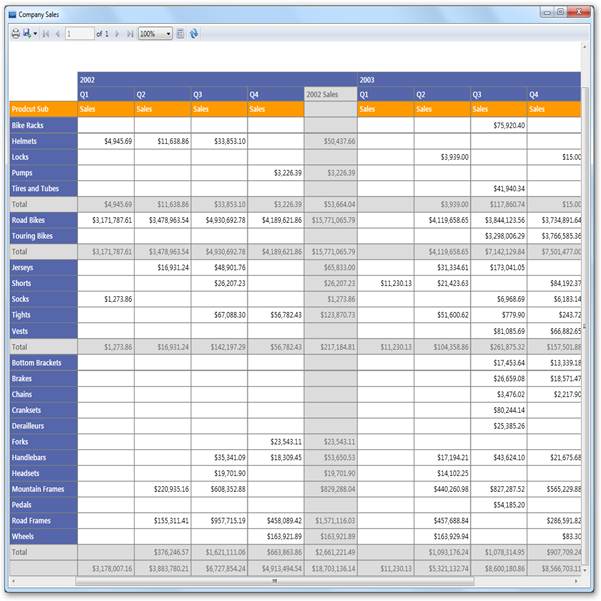 Company Sales
1 of 1 100%
2002 2003
Q1 Q2 Q3 Q4 2002 Sales Q1 Q2 Q3 Q4
Prodcut Sub Sales Sales Sales Sales Sales Sales Sales Sales
Bike Racks $75,920.40
Helmets $4,945.69 $11,638.86 $33,853.10 $50,437.66
Locks $3,939.00 $15.00
Pumps $3,226.39 $3,226.39
Tires and Tubes $41,940.34
Total $4,945.69 $11,638.86 $33,853.10 $3,226.39 $53,664.04 $3,939.00 $117,860.74 $15.00
Road Bikes $3,171,787.61 $3,478,963.54 $4,930,692.78 $4,189,621.86 $15,771,065.79 $4,119,658.65 $3,844,123.56 $3,734,891.64
Touring Bikes $3,298,006.29 $3,766,585.36
Total $3,171,787.61 $3,478,963.54 $4,930,692.78 $4,189,621.86 $15,771,065.79 $4,119,658.65 $7,142,129.84 $7,501,477.00
Jerseys $16,931.24 $48,901.76 $65,833.00 $31,334.61 $173,041.05
Shorts $26,207.23 $26,207.23 $11,230.13 $21,423.63 $84,192.37
Socks $1,273.86 $1,273.86 $6,968.69 $6,183.14
Tights $67,088.30 $56,782.43 $123,870.73 $51,600.62 $779.90 $243.72
Vests $81,085.69 $66,882.65
Total $1,273.86 $16,931.24 $142,197.29 $56,782.43 $217,184.81 $11,230.13 $104,358.86 $261,875.32 $157,501.88
Bottom Brackets $17,453.64 $13,339.18
Brakes $26,659.08 $18,571.47
Chains $3,476.02 $2,217.90
Cranksets $80,244.14
Derailleurs $25,385.26
Forks $23,543.11 $23,543.11
Handlebars $35,341.09 $18,309.45 $53,650.53 $17,194.21 $43,624.10 $21,675.68
Headsets $19,701.90 $19,701.90 $14,102.25
Mountain Frames $220,935.16 $608,352.88 $829,288.04 $440,260.98 $827,287.52 $565,229.88
Pedals $54,185.20
Road Frames $155,311.41 $957,715.19 $458,089.42 $1,571,116.03 $457,688.84 $286,591.82
Wheels $163,921.89 $163,921.89 $163,929.94 $83.30
Total $376,246.57 $1,621,111.06 $663,863.86 $2,661,221.49 $1,093,176.24 $1,078,314.95 $907,709.24
$3,178,007.16 $3,883,780.21 $6,727,854.24 $4,913,494.54 $18,703,136.14 $11,230.13 $5,321,132.74 $8,600,180.86 $8,566,703.11